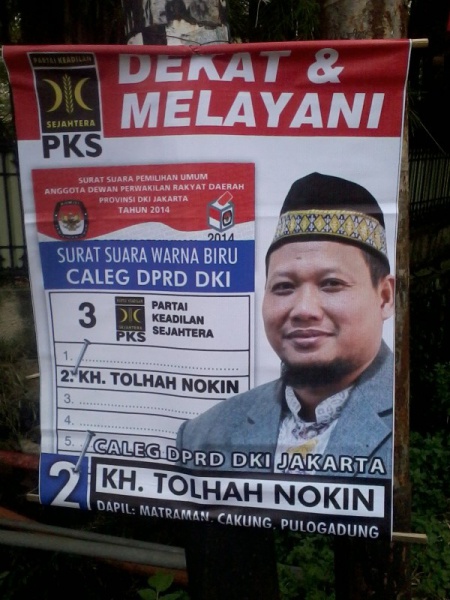 PARTAI KEADILAN
SEJAHTERA
PKS
DEKAT &
MELAYANI
SURAT SUARA PEMILIHAN UMUM
ANGGOTA DEWAN PERWAKILAN RAKYAT DAERAH
PROVINSI DKI JAKARTA
TAHUN 2014
2014
SURAT SUARA WARNA BIRU
CALEG DPRD DKI
3
PKS
PARTAI
KEADILAN
SEJAHTERA
1.
2. KH. TOLHAH NOKIN
3.
4.
5.
CALEG DPRD DKI JAKARTA
2 KH. TOLHAH NOKIN
DAPIL: MATRAMAN, CAKUNG, PULOGADUNG